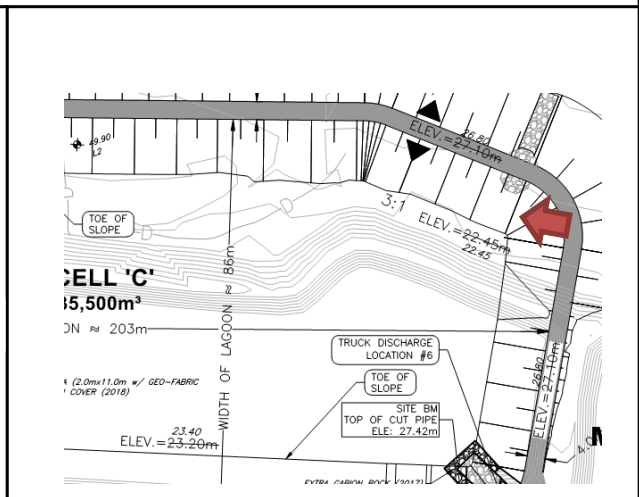 26.80
ELEV.=27.10m
49.90
L2
3:1
TOE OF
SLOPE
ELEV.=22.45m
22.45
CELL 'C'
35,500m³
ON ≈ 203m
WIDTH OF LAGOON ≈ 86m
TRUCK DISCHARGE
LOCATION #6
TOE OF
SLOPE
(2.0mx11.0m w/ GEO-FABRIC
COVER (2018)
SITE BM
TOP OF CUT PIPE
ELE: 27.42m
26.80
ELEV.=27.10m
23.40
ELEV.=23.20m
4.0
EXTRA GABION ROCK (2017)